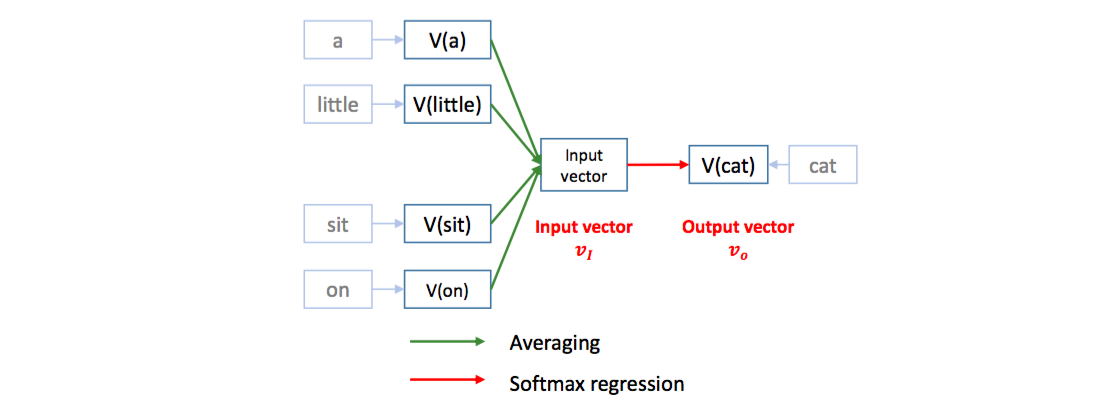 a
V(a)
little
V(little)
Input
vector
V(cat)
cat
sit
V(sit)
Input vector
v_I
Output vector
v_o
on
V(on)
Averaging
Softmax regression